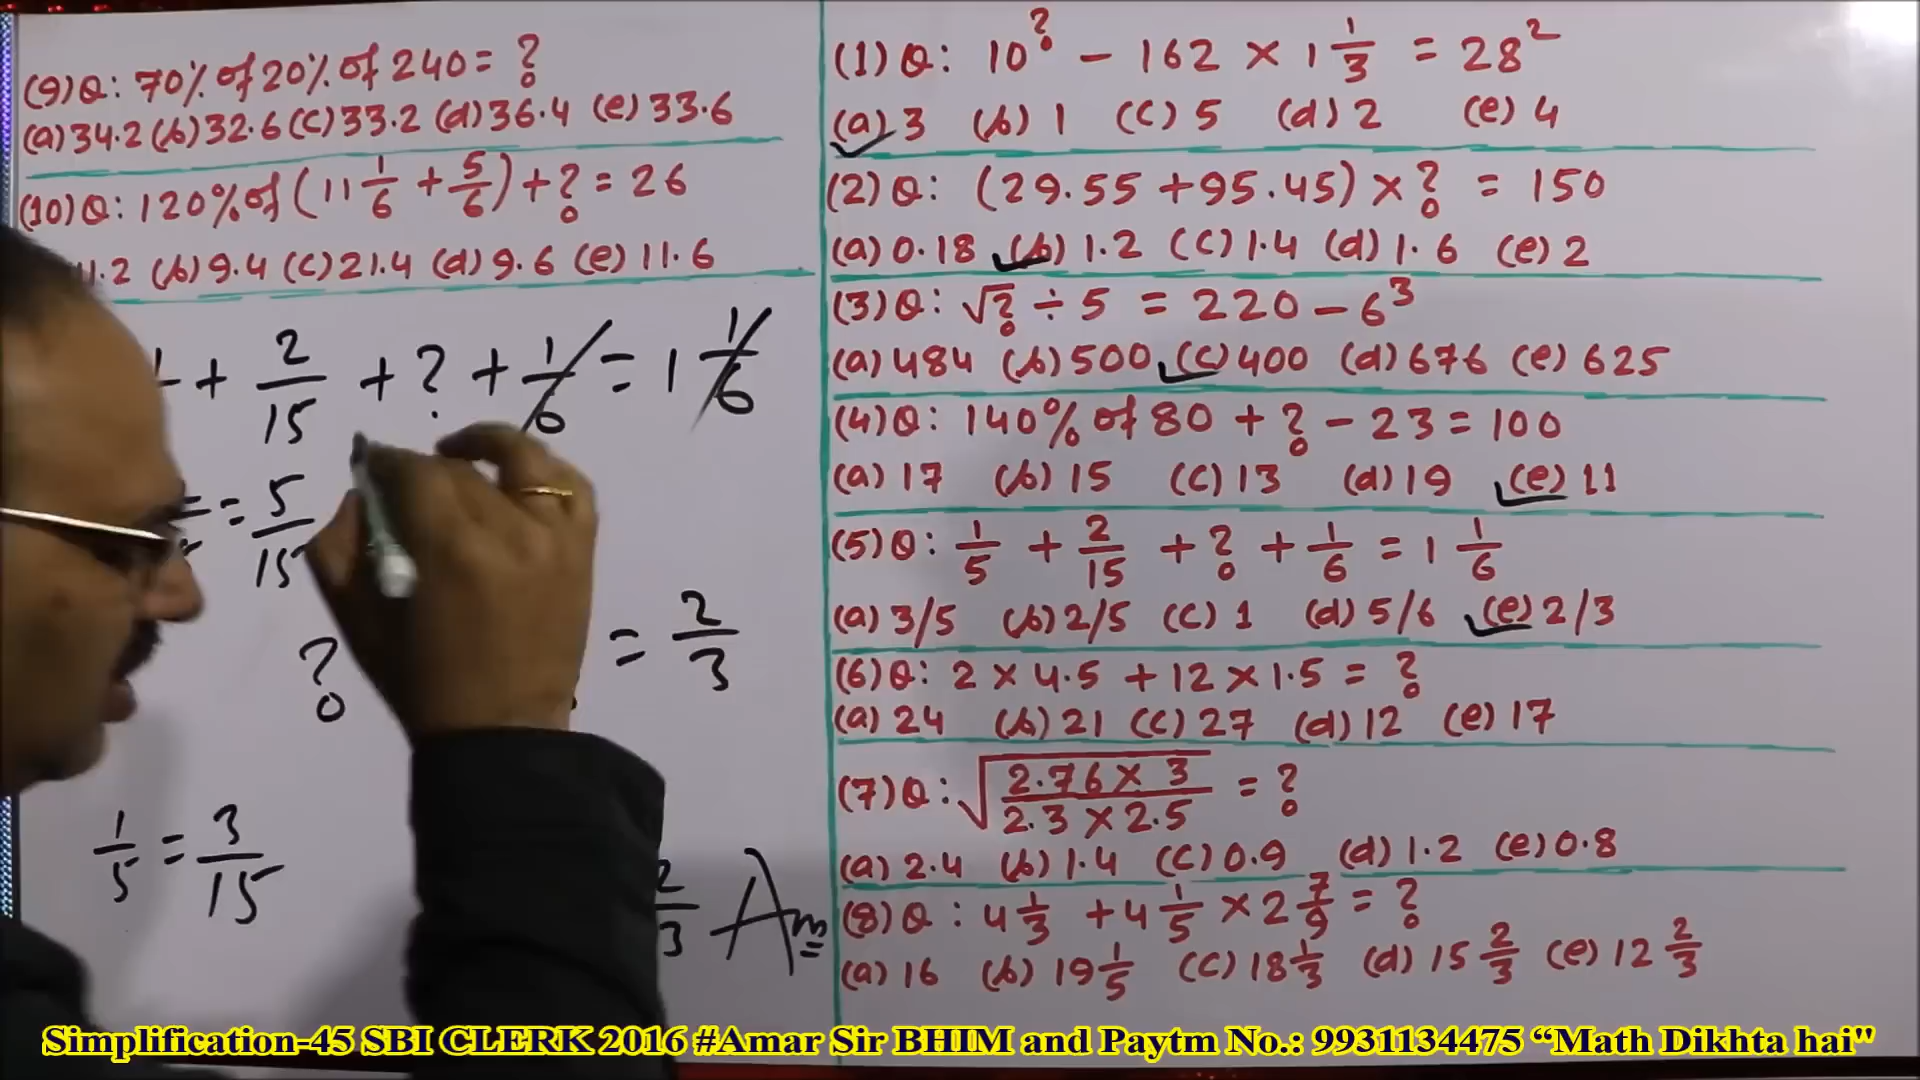 (9)Q: 70% of 20% of 240 = ?
(a) 34.2 (b) 32.6 (c) 33.2 (d) 36.4 (e) 33.6
(10)Q: 120% of (11 1/6 + 5/6) + ? = 26
1.2 (b) 9.4 (c) 21.4 (d) 9.6 (e) 11.6
+ 2/15 + ? + 1/6 = 1 1/6
= 5/15
? = 2/3
1/5 = 3/15
2/3 Ans
(1)Q: 10^? - 162 × 1 1/3 = 28²
(a) 3 (b) 1 (c) 5 (d) 2 (e) 4
(2)Q: (29.55 + 95.45) × ? = 150
(a) 0.18 (b) 1.2 (c) 1.4 (d) 1.6 (e) 2
(3)Q: √? ÷ 5 = 220 - 6³
(a) 484 (b) 500 (c) 400 (d) 676 (e) 625
(4)Q: 140% of 80 + ? - 23 = 100
(a) 17 (b) 15 (c) 13 (d) 19 (e) 11
(5)Q: 1/5 + 2/15 + ? + 1/6 = 1 1/6
(a) 3/5 (b) 2/5 (c) 1 (d) 5/6 (e) 2/3
(6)Q: 2 × 4.5 + 12 × 1.5 = ?
(a) 24 (b) 21 (c) 27 (d) 12 (e) 17
(7)Q: √(2.76 × 3 / 2.3 × 2.5) = ?
(a) 2.4 (b) 1.4 (c) 0.9 (d) 1.2 (e) 0.8
(8)Q: 4 1/3 + 4 1/5 × 2 7/9 = ?
(a) 16 (b) 19 1/5 (c) 18 1/3 (d) 15 2/3 (e) 12 2/3
Simplification-45 SBI CLERK 2016 #Amar Sir BHIM and Paytm No.: 9931134475 “Math Dikhta hai"